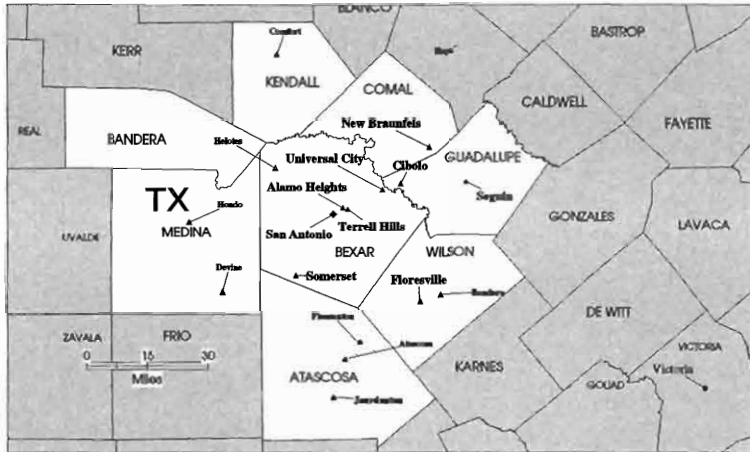 BLANCO
BASTROP
KERR
Comfort
Hays
KENDALL
COMAL
CALDWELL
REAL
FAYETTE
New Braunfels
BANDERA
Helotes
GUADALUPE
Universal City
Cibolo
Alamo Heights
Seguin
TX
Hondo
GONZALES
San Antonio
Terrell Hills
LAVACA
UVALDE
MEDINA
BEXAR
WILSON
Devine
Somerset
Floresville
DE WITT
ZAVALA
FRIO
VICTORIA
0 15 30
Miles
ATASCOSA
KARNES
GOLIAD
Victoria
Jourdanton